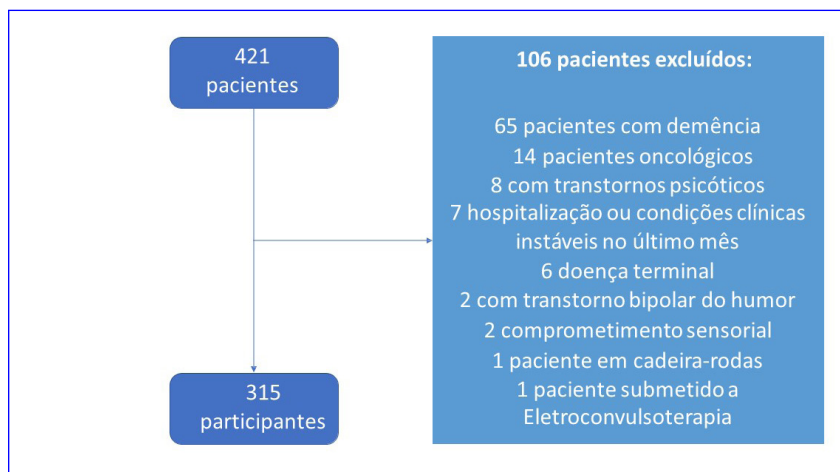 421
pacientes
106 pacientes excluídos:
65 pacientes com demência
14 pacientes oncológicos
8 com transtornos psicóticos
7 hospitalização ou condições clínicas
instáveis no último mês
6 doença terminal
2 com transtorno bipolar do humor
2 comprometimento sensorial
1 paciente em cadeira-rodas
1 paciente submetido a
Eletroconvulsoterapia
315
participantes